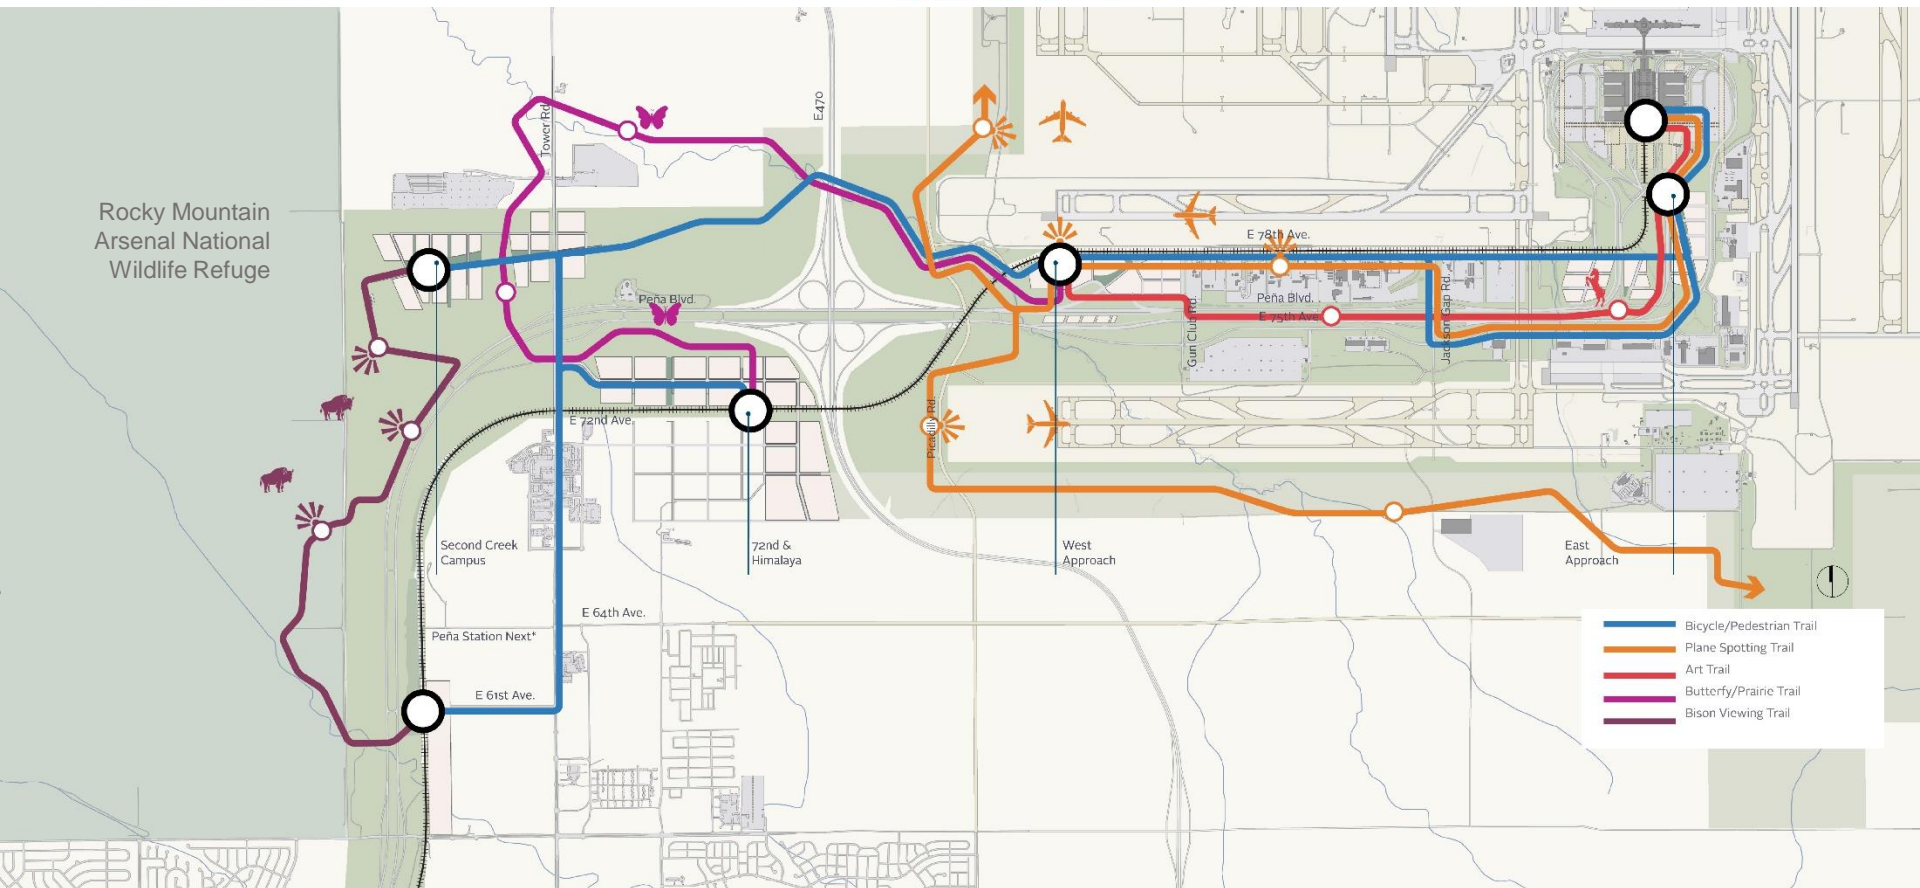 Rocky Mountain
Arsenal National
Wildlife Refuge
Tower Rd.
E470
E 78th Ave.
Peña Blvd.
Peña Blvd.
E 75th Ave.
Gun Club Rd.
Jackson Gap Rd.
E 72nd Ave.
Picadilly Rd.
Second Creek
Campus
72nd &
Himalaya
West
Approach
East
Approach
E 64th Ave.
Peña Station Next*
E 61st Ave.
Bicycle/Pedestrian Trail
Plane Spotting Trail
Art Trail
Butterfy/Prairie Trail
Bison Viewing Trail